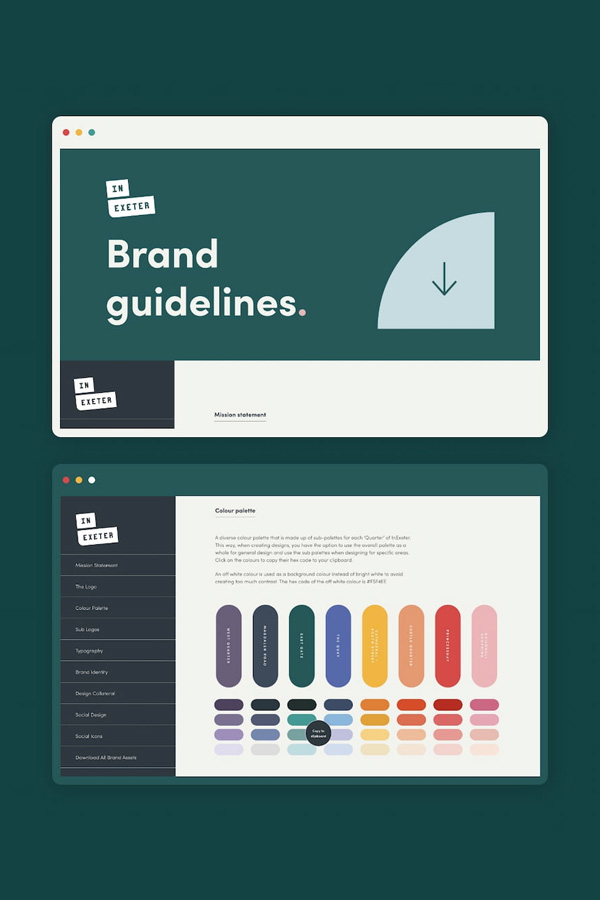 IN
EXETER
Brand
guidelines.
IN
EXETER
Mission statement
IN
EXETER
Mission Statement
The Logo
Colour Palette
Sub Logos
Typography
Brand Identity
Design Collateral
Social Design
Social Icons
Download All Brand Assets
Colour palette
A diverse colour palette that is made up of sub-palettes for each 'Quarter' of InExeter.
This way, when creating designs, you have the option to use the overall palette as a
whole for general design and use the sub palettes when designing for specific areas.
Click on the colours to copy their hex code to your clipboard.
An off white colour is used as a background colour instead of bright white to avoid
creating too much contrast. The hex code of the off white colour is #F5F4EE
WEST QUARTER
MAGDALEN ROAD
EAST GATE
THE QUAY
CASTLE QUARTER
PRINCESSHAY
Copy to
clipboard